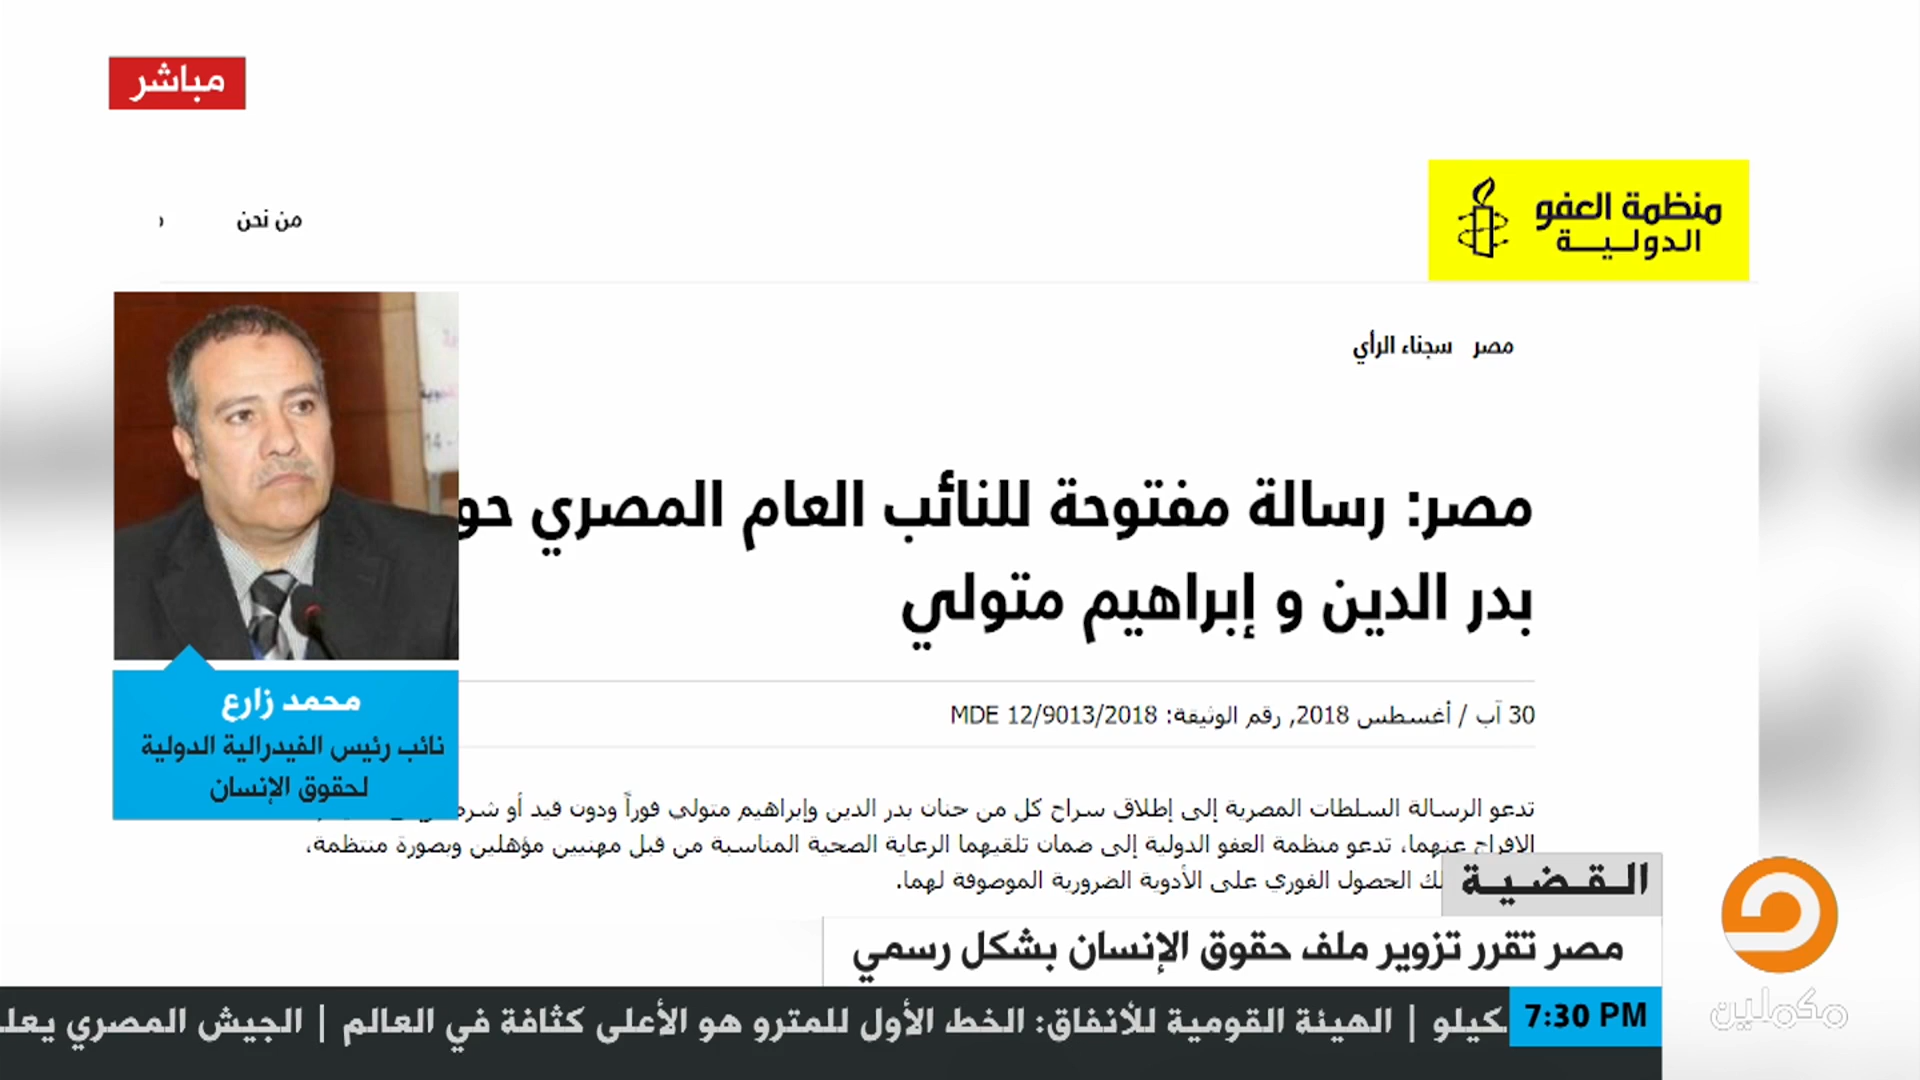 مباشر
منظمة العفو
الدولية
من نحن
مصر سجناء الرأي
مصر: رسالة مفتوحة للنائب العام المصري حو
بدر الدين و إبراهيم متولي
30 آب / أغسطس 2018, رقم الوثيقة: MDE 12/9013/2018
محمد زارع
نائب رئيس الفيدرالية الدولية
لحقوق الإنسان
تدعو الرسالة السلطات المصرية إلى إطلاق سراح كل من حنان بدر الدين وإبراهيم متولي فوراً ودون قيد أو شرط
الإفراج عنهما، تدعو منظمة العفو الدولية إلى ضمان تلقيهما الرعاية الصحية المناسبة من قبل مهنيين مؤهلين وبصورة منتظمة،
لك الحصول الفوري على الأدوية الضرورية الموصوفة لهما.
القضية
مصر تقرر تزوير ملف حقوق الإنسان بشكل رسمي
7:30 PM
كيلو | الهيئة القومية للأنفاق: الخط الأول للمترو هو الأعلى كثافة في العالم | الجيش المصري يعل
مكملين